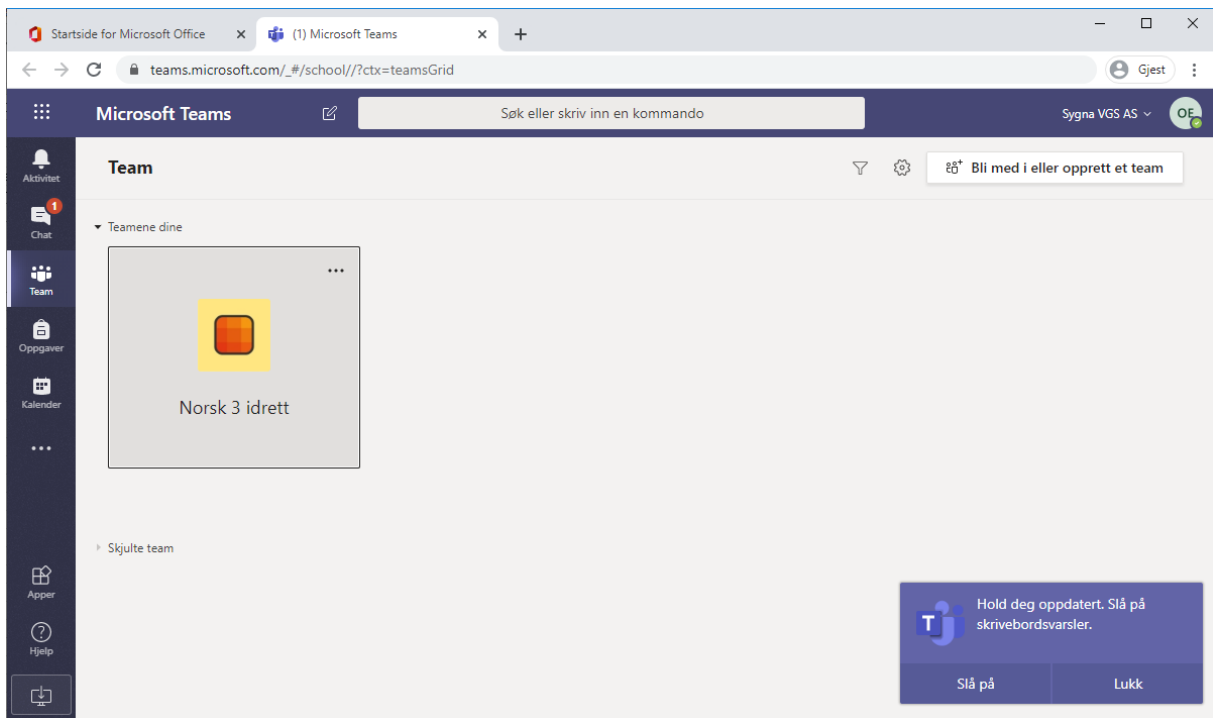 Startside for Microsoft Office
(1) Microsoft Teams
teams.microsoft.com/_#/school//?ctx=teamsGrid
Gjest
Microsoft Teams
Søk eller skriv inn en kommando
Sygna VGS AS
OF
Aktivitet
1
Chat
Team
Oppgaver
Kalender
Apper
Hjelp
Team
Bli med i eller opprett et team
Teamene dine
Norsk 3 idrett
Skjulte team
T
Hold deg oppdatert. Slå på
skrivebordsvarsler.
Slå på
Lukk